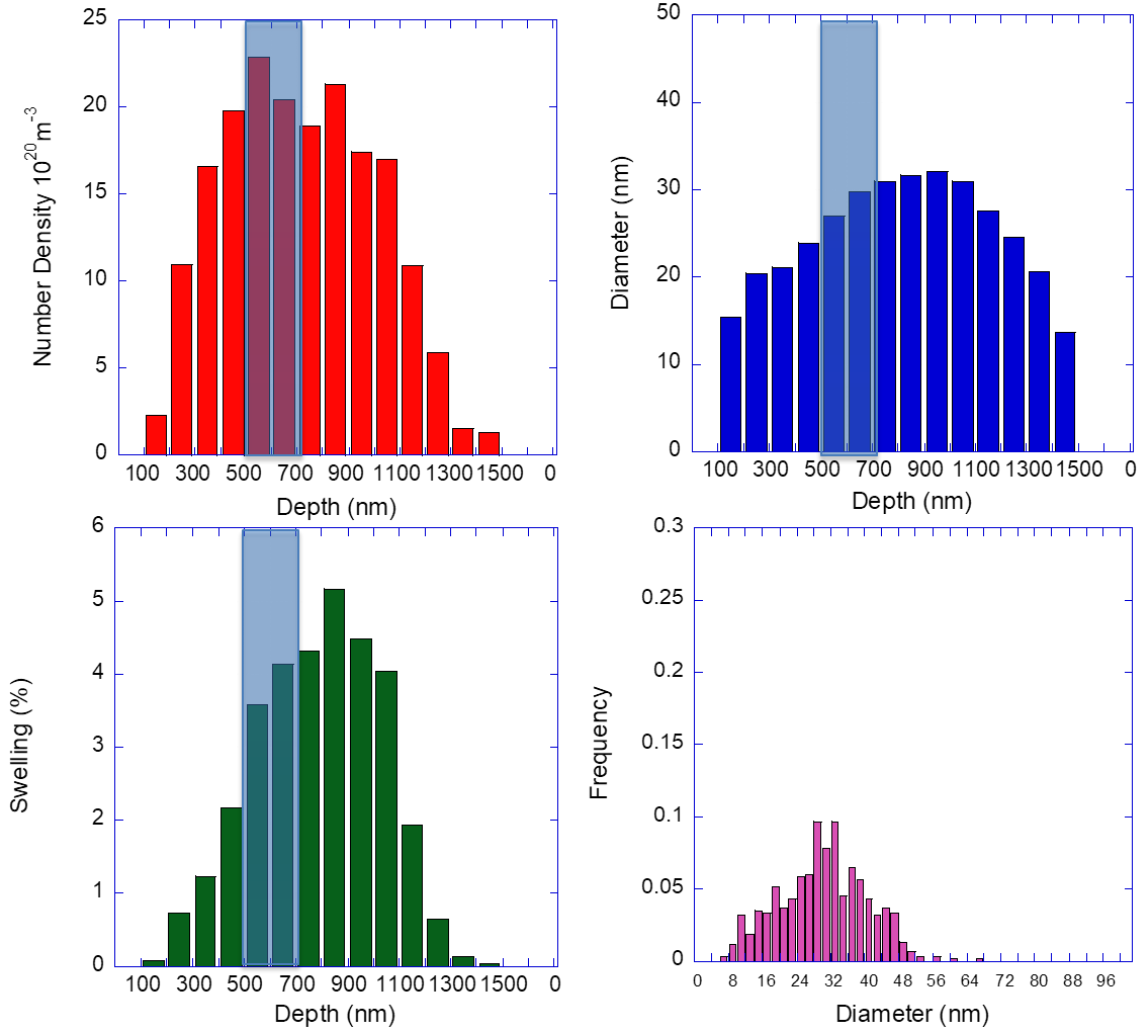 25
20
15
10
5
0
Number Density 10²⁰m⁻³
100 300 500 700 900 1100 1500 0
Depth (nm)
50
40
30
20
10
0
Diameter (nm)
100 300 500 700 900 1100 1300 1500 0
Depth (nm)
6
5
4
3
2
1
0
Swelling (%)
100 300 500 700 900 1100 1500 0
Depth (nm)
0.3
0.25
0.2
0.15
0.1
0.05
0
Frequency
0 8 16 24 32 40 48 56 64 72 80 88 96
Diameter (nm)